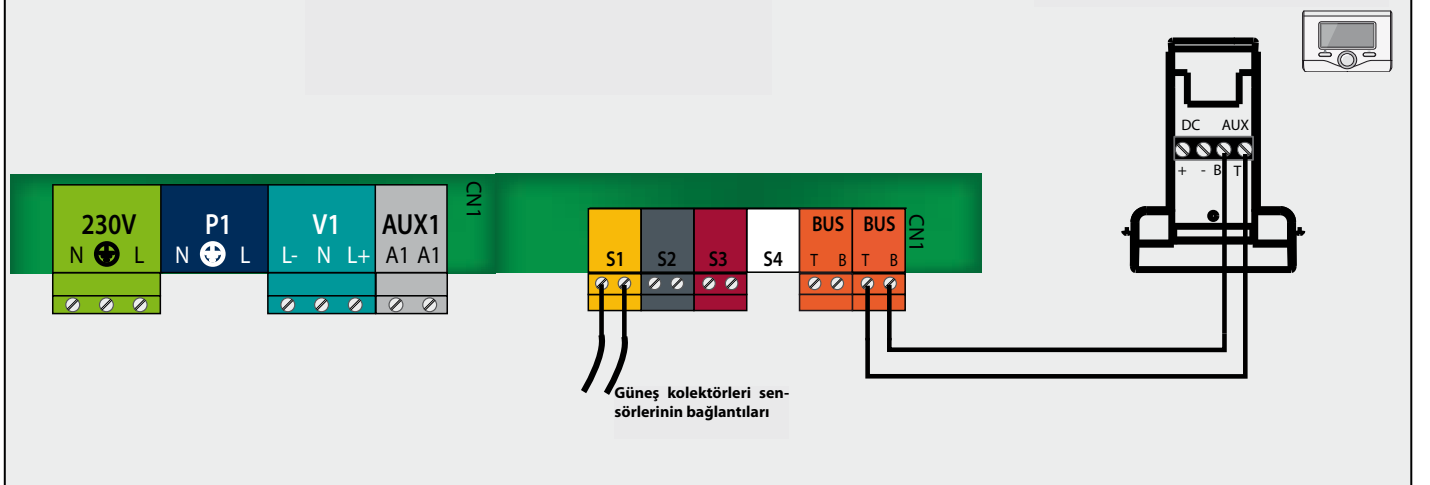 DC AUX
+ - B T
230V
N L
P1
N L
V1
L- N L+
AUX1
A1 A1
CN1
S1
S2
S3
S4
BUS
T B
BUS
T B
CN1
Güneş kolektörleri sen-
sörlerinin bağlantıları